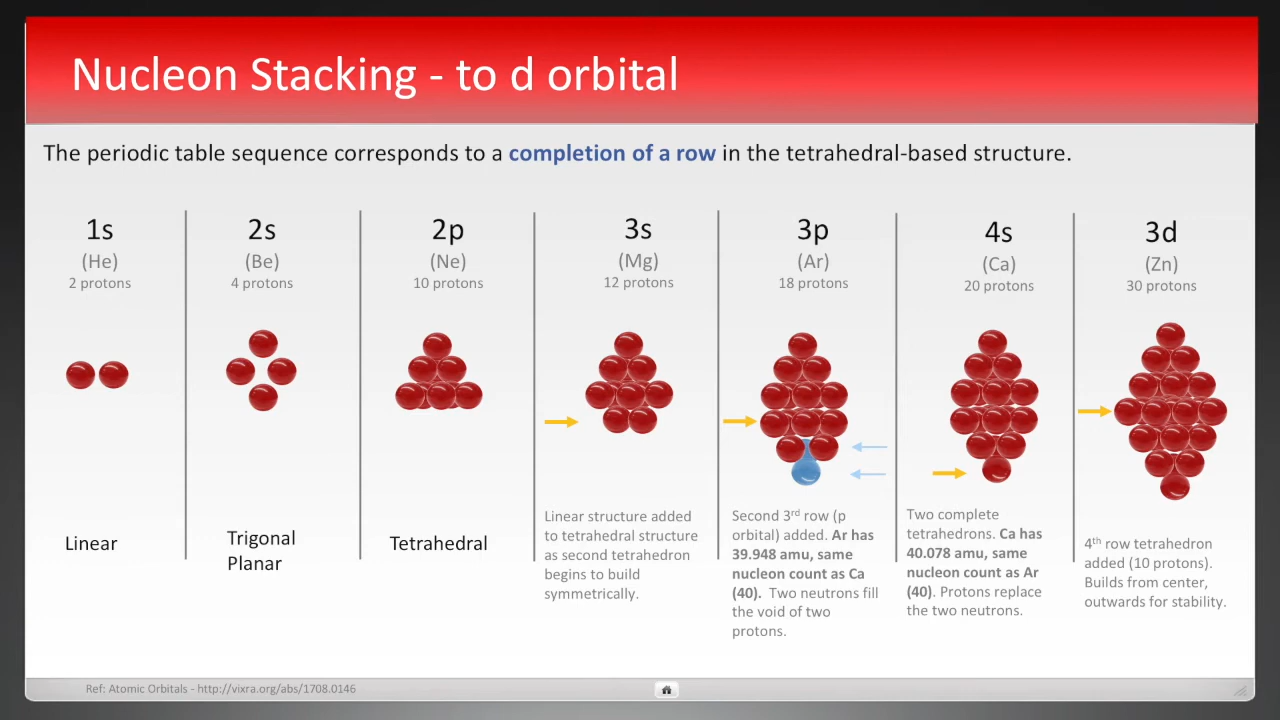 Nucleon Stacking - to d orbital
The periodic table sequence corresponds to a completion of a row in the tetrahedral-based structure.
1s
(He)
2 protons
Linear
2s
(Be)
4 protons
Trigonal
Planar
2p
(Ne)
10 protons
Tetrahedral
3s
(Mg)
12 protons
Linear structure added
to tetrahedral structure
as second tetrahedron
begins to build
symmetrically.
3p
(Ar)
18 protons
Second 3rd row (p
orbital) added. Ar has
39.948 amu, same
nucleon count as Ca
(40). Two neutrons fill
the void of two
protons.
4s
(Ca)
20 protons
Two complete
tetrahedrons. Ca has
40.078 amu, same
nucleon count as Ar
(40). Protons replace
the two neutrons.
3d
(Zn)
30 protons
4th row tetrahedron
added (10 protons).
Builds from center,
outwards for stability.
Ref: Atomic Orbitals - http://vixra.org/abs/1708.0146